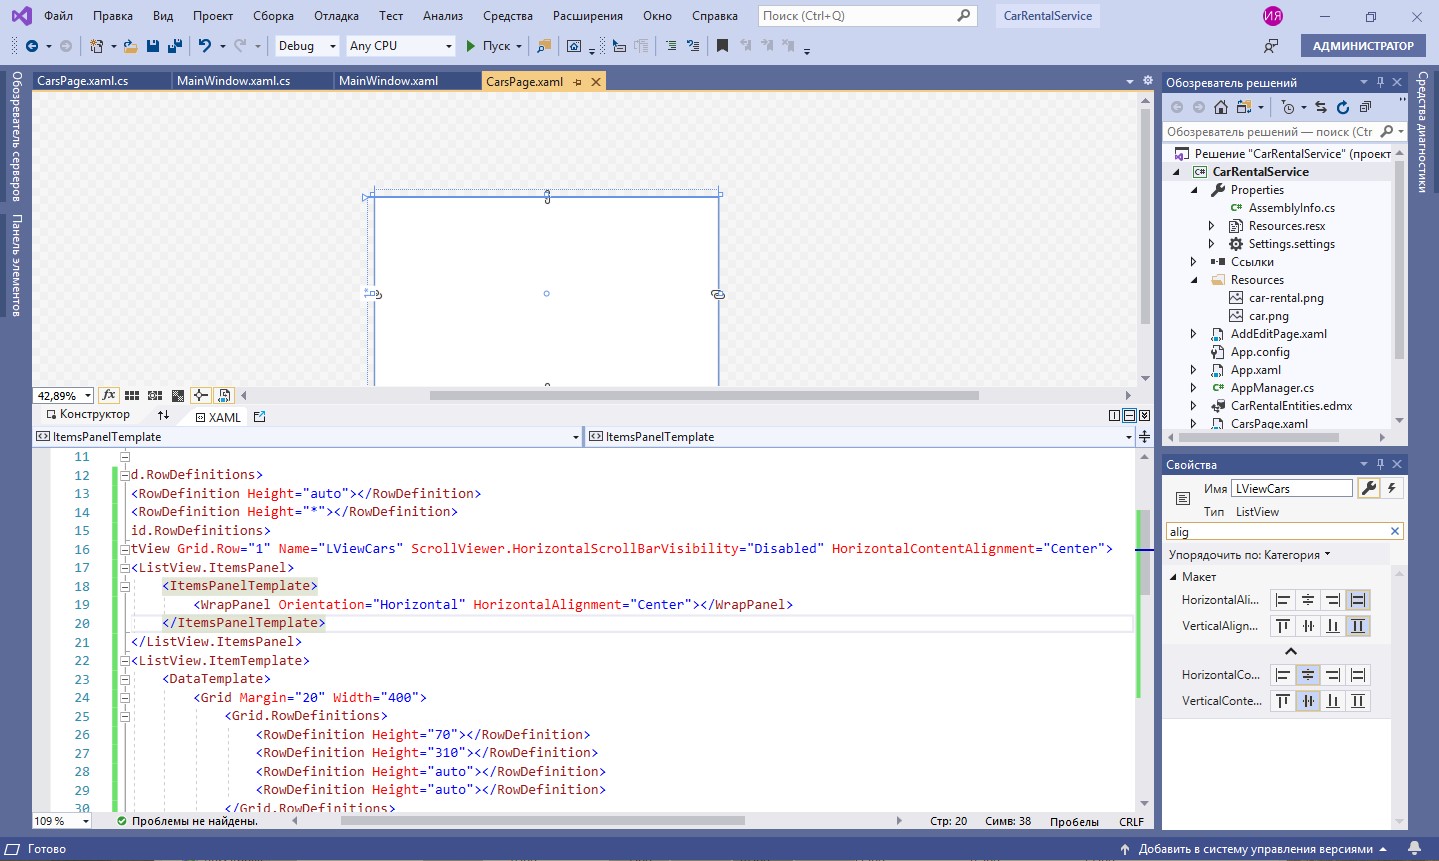 Файл Правка Вид Проект Сборка Отладка Тест Анализ Средства Расширения Окно Справка Поиск (Ctrl+Q) CarRentalService ИЯ
Debug Any CPU Пуск АДМИНИСТРАТОР
CarsPage.xaml.cs MainWindow.xaml.cs MainWindow.xaml CarsPage.xaml
Обозреватель серверов
Панель элементов
42,89%
Конструктор XAML
ItemsPanelTemplate ItemsPanelTemplate
11
12 d.RowDefinitions>
13 <RowDefinition Height="auto"></RowDefinition>
14 <RowDefinition Height="*"></RowDefinition>
15 id.RowDefinitions>
16 tView Grid.Row="1" Name="LViewCars" ScrollViewer.HorizontalScrollBarVisibility="Disabled" HorizontalContentAlignment="Center">
17 <ListView.ItemsPanel>
18 <ItemsPanelTemplate>
19 <WrapPanel Orientation="Horizontal" HorizontalAlignment="Center"></WrapPanel>
20 </ItemsPanelTemplate>
21 </ListView.ItemsPanel>
22 <ListView.ItemTemplate>
23 <DataTemplate>
24 <Grid Margin="20" Width="400">
25 <Grid.RowDefinitions>
26 <RowDefinition Height="70"></RowDefinition>
27 <RowDefinition Height="310"></RowDefinition>
28 <RowDefinition Height="auto"></RowDefinition>
29 <RowDefinition Height="auto"></RowDefinition>
30 </Grid.RowDefinitions>
109 % Проблемы не найдены. Стр: 20 Симв: 38 Пробелы CRLF
Обозреватель решений
Обозреватель решений — поиск (Ctr
Решение "CarRentalService" (проект
CarRentalService
Properties
AssemblyInfo.cs
Resources.resx
Settings.settings
Ссылки
Resources
car-rental.png
car.png
AddEditPage.xaml
App.config
App.xaml
AppManager.cs
CarRentalEntities.edmx
CarsPage.xaml
Средства диагностики
Свойства
Имя LViewCars
Тип ListView
alig
Упорядочить по: Категория
Макет
HorizontalAli...
VerticalAlign...
HorizontalCo...
VerticalConte...
Готово Добавить в систему управления версиями